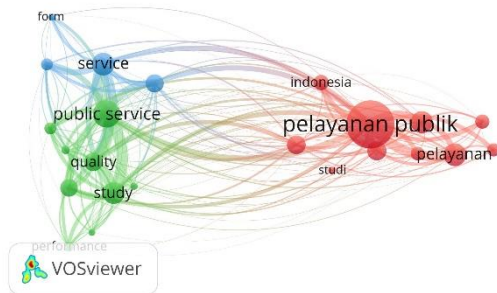 form
service
indonesia
public service
pelayanan publik
quality
pelayanan
studi
study
performance
VOSviewer